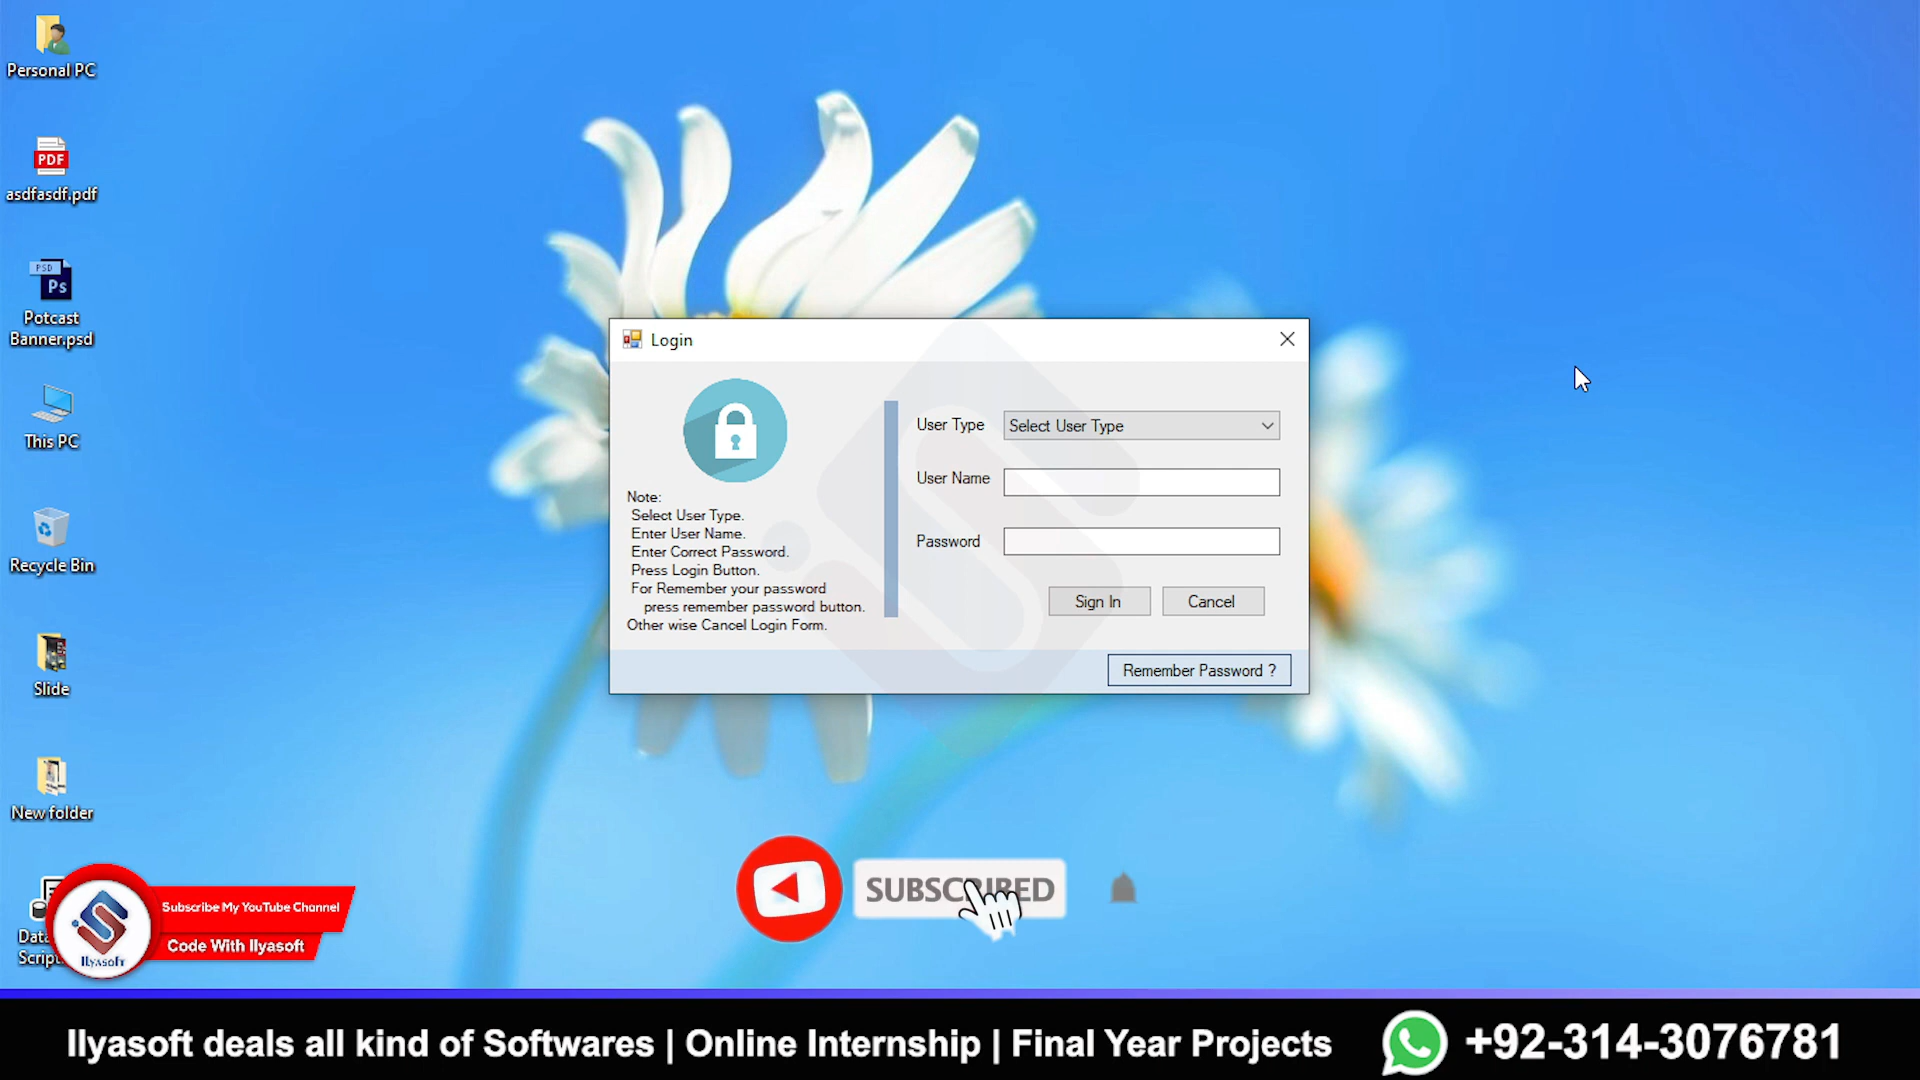 Personal PC
PDF
asdfasdf.pdf
PSD
Ps
Potcast
Banner.psd
This PC
Recycle Bin
Slide
New folder
Login
Note:
Select User Type.
Enter User Name.
Enter Correct Password.
Press Login Button.
For Remember your password
press remember password button.
Other wise Cancel Login Form.
User Type
Select User Type
User Name
Password
Sign In
Cancel
Remember Password ?
SUBSCRIBED
Subscribe My YouTube Channel
Code With Ilyasoft
Ilyasoft
Ilyasoft deals all kind of Softwares | Online Internship | Final Year Projects
+92-314-3076781